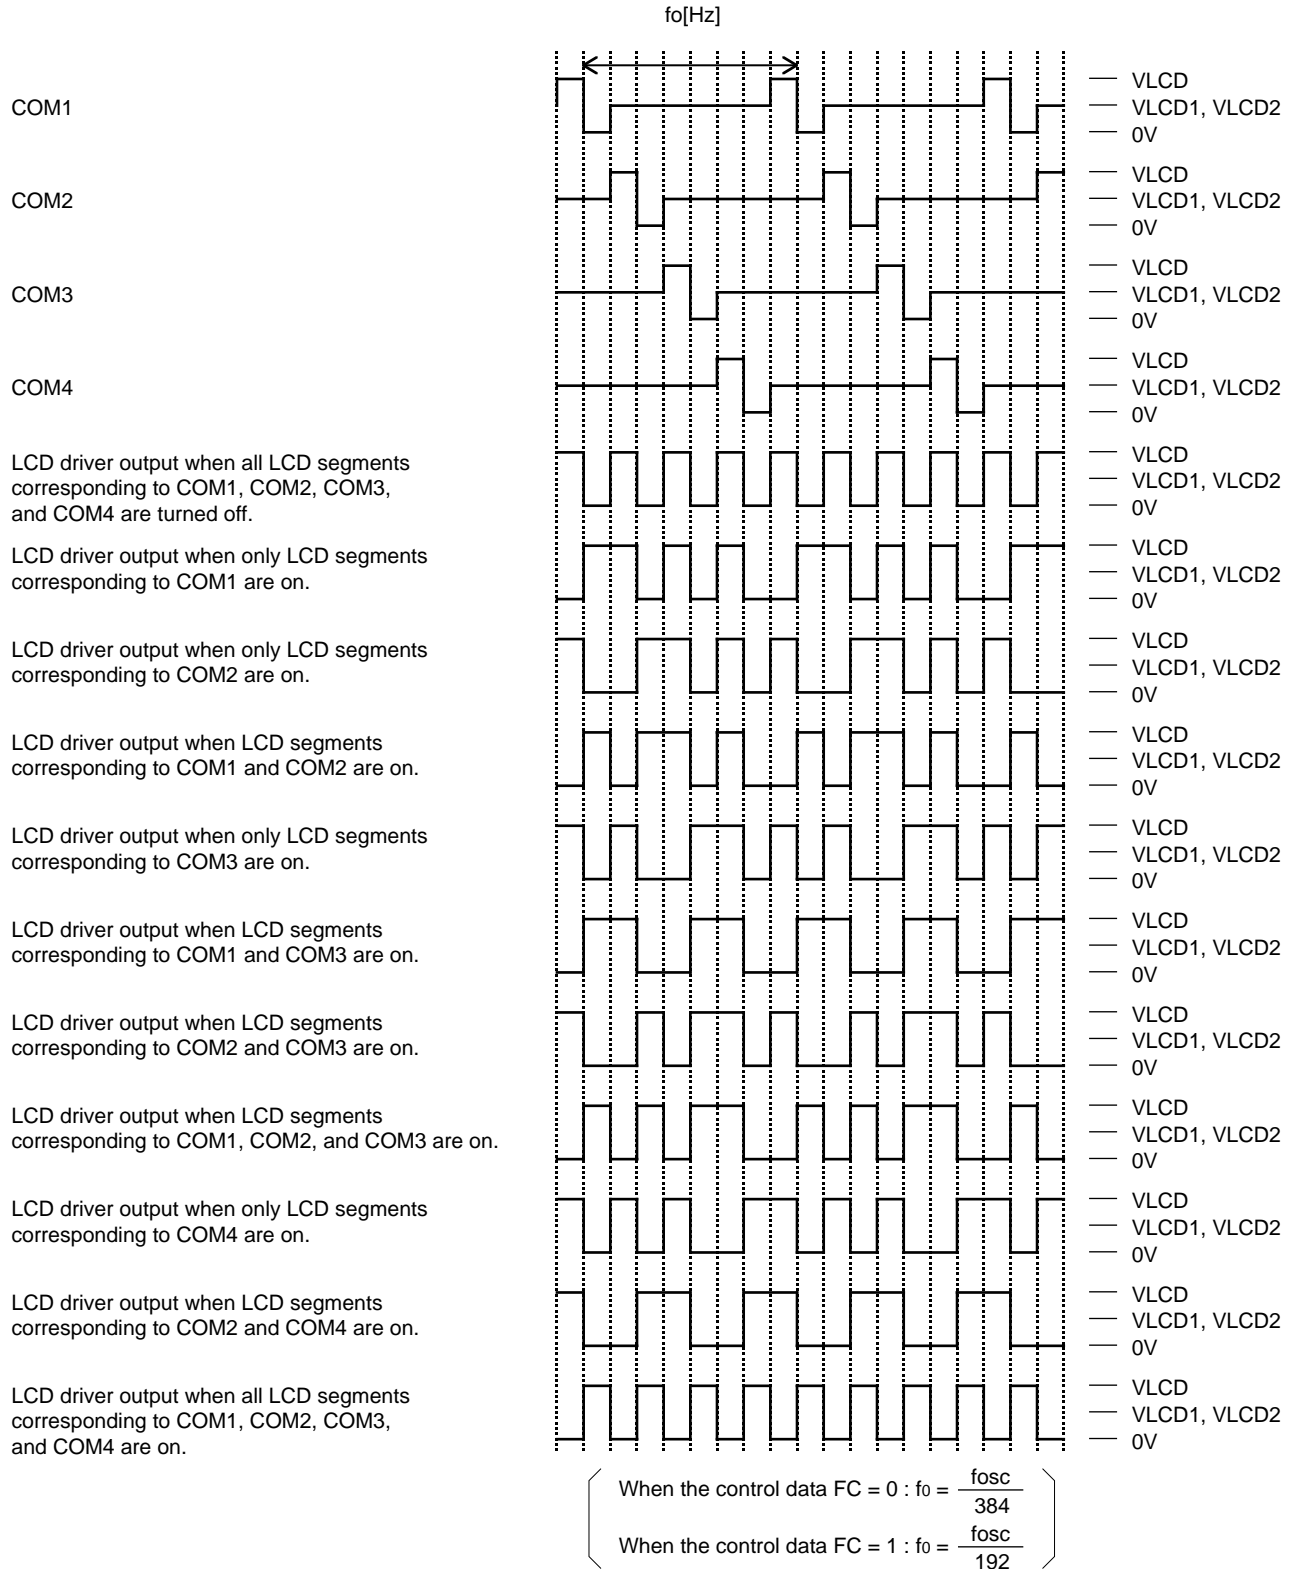 fo[Hz]
COM1
VLCD
VLCD1, VLCD2
0V
COM2
VLCD
VLCD1, VLCD2
0V
COM3
VLCD
VLCD1, VLCD2
0V
COM4
VLCD
VLCD1, VLCD2
0V
LCD driver output when all LCD segments
corresponding to COM1, COM2, COM3,
and COM4 are turned off.
VLCD
VLCD1, VLCD2
0V
LCD driver output when only LCD segments
corresponding to COM1 are on.
VLCD
VLCD1, VLCD2
0V
LCD driver output when only LCD segments
corresponding to COM2 are on.
VLCD
VLCD1, VLCD2
0V
LCD driver output when LCD segments
corresponding to COM1 and COM2 are on.
VLCD
VLCD1, VLCD2
0V
LCD driver output when only LCD segments
corresponding to COM3 are on.
VLCD
VLCD1, VLCD2
0V
LCD driver output when LCD segments
corresponding to COM1 and COM3 are on.
VLCD
VLCD1, VLCD2
0V
LCD driver output when LCD segments
corresponding to COM2 and COM3 are on.
VLCD
VLCD1, VLCD2
0V
LCD driver output when LCD segments
corresponding to COM1, COM2, and COM3 are on.
VLCD
VLCD1, VLCD2
0V
LCD driver output when only LCD segments
corresponding to COM4 are on.
VLCD
VLCD1, VLCD2
0V
LCD driver output when LCD segments
corresponding to COM2 and COM4 are on.
VLCD
VLCD1, VLCD2
0V
LCD driver output when all LCD segments
corresponding to COM1, COM2, COM3,
and COM4 are on.
VLCD
VLCD1, VLCD2
0V
When the control data FC = 0 : f0 = fosc
384
When the control data FC = 1 : f0 = fosc
192